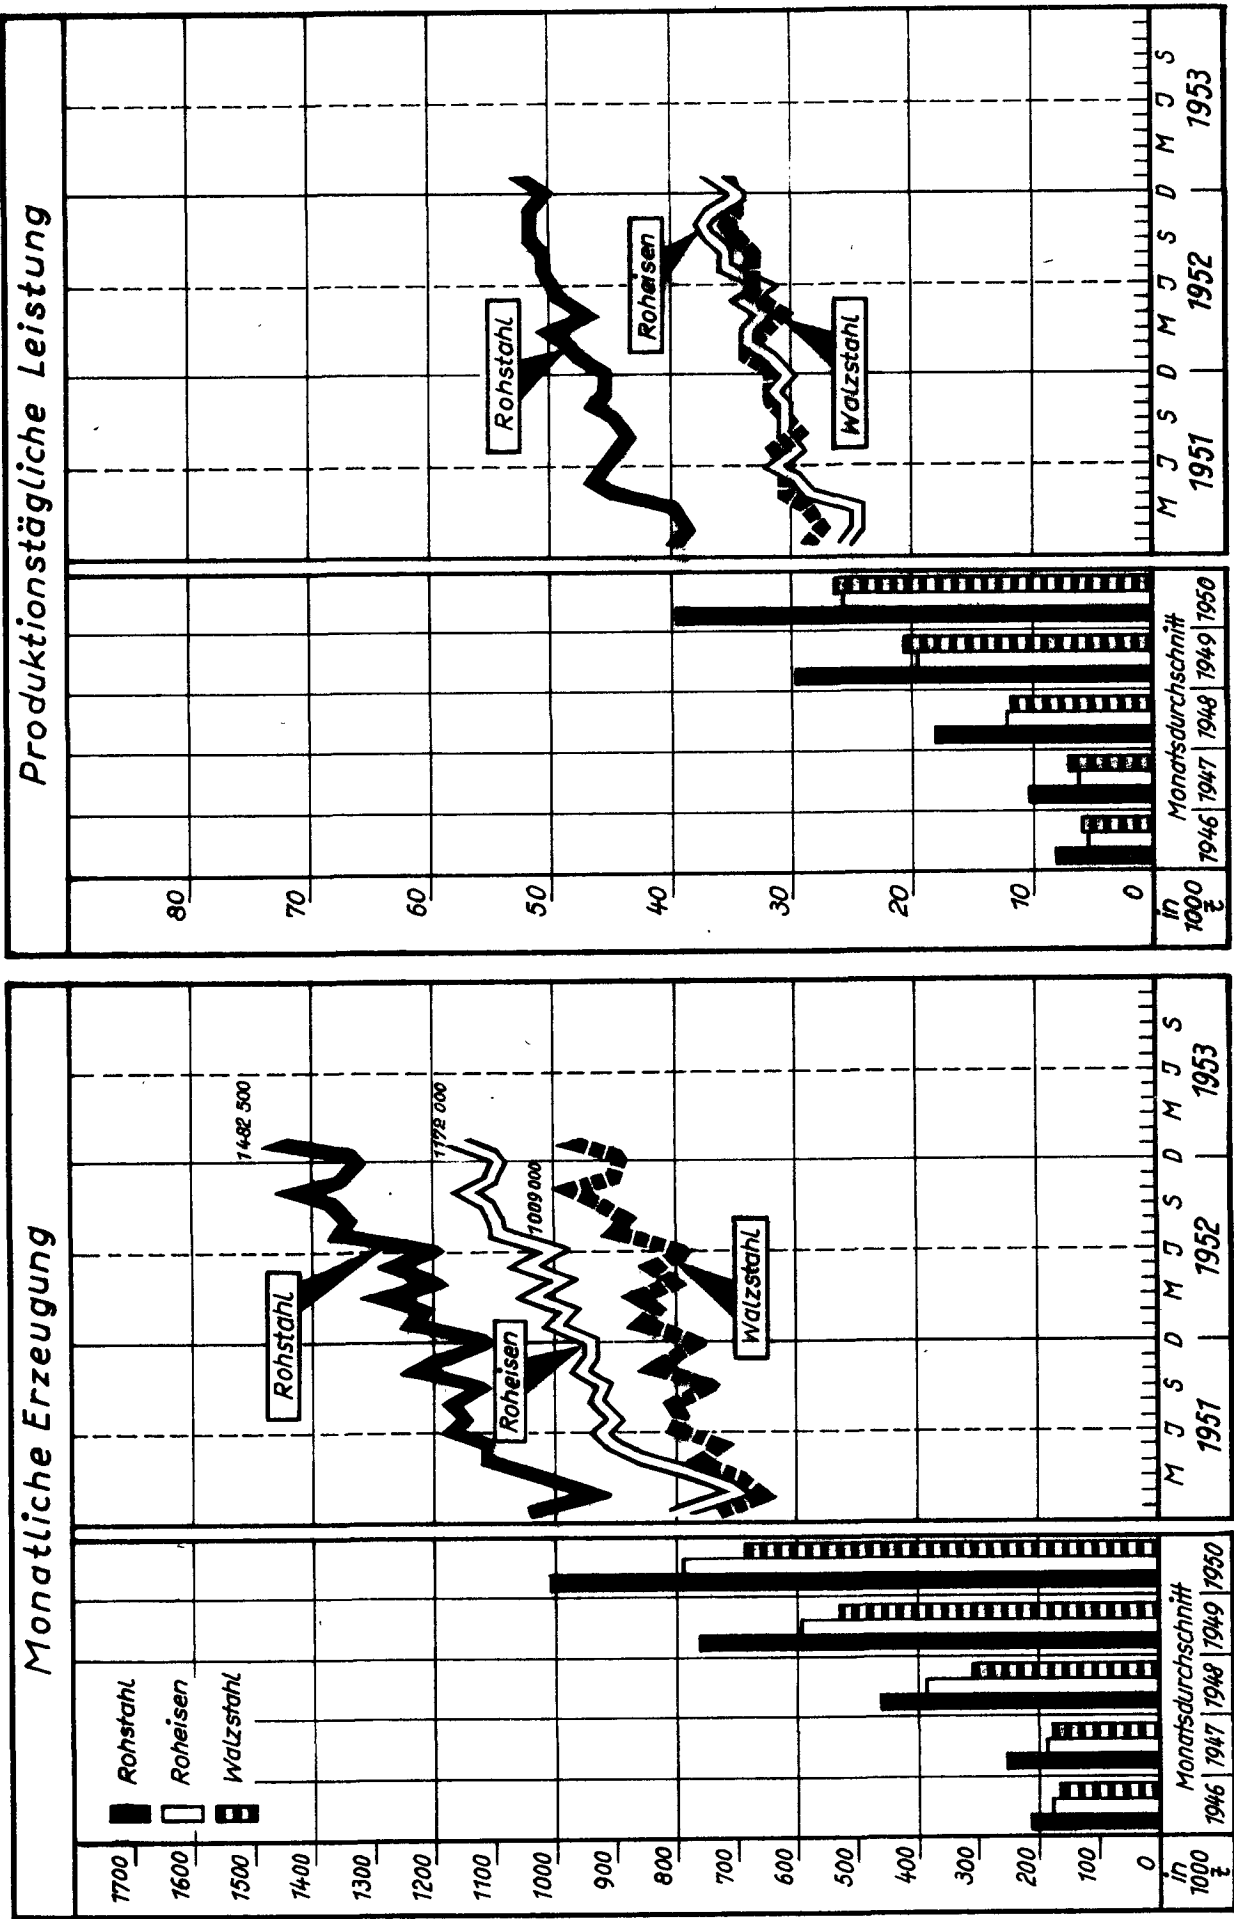 Monatliche Erzeugung
Rohstahl
Roheisen
Walzstahl
1700
1600
1500
1400
1300
1200
1100
1000
900
800
700
600
500
400
300
200
100
0
in
1000
t
1482 500
1172 000
1009 000
Rohstahl
Roheisen
Walzstahl
1946 1947 1948 1949 1950
Monatsdurchschnitt
M J S D M J S D M J S
1951 1952 1953
Produktionstägliche Leistung
80
70
60
50
40
30
20
10
0
in
1000
t
Rohstahl
Roheisen
Walzstahl
Monatsdurchschnitt
1946 1947 1948 1949 1950
M J S D M J S D M J S
1951 1952 1953